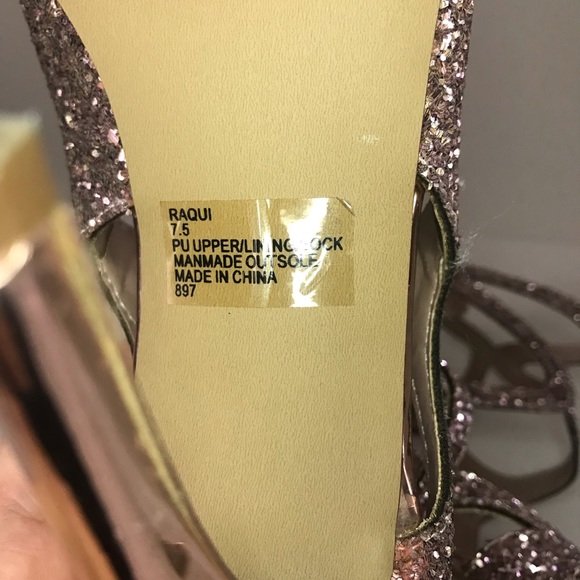 RAQUI
7.5
PU UPPER/LINING/SOCK
MANMADE OUTSOLE
MADE IN CHINA
897